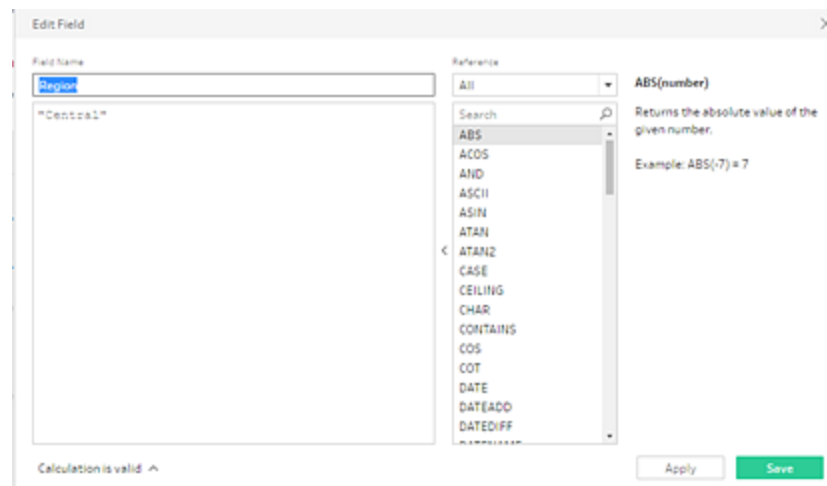 Edit Field
Field Name
Region
"Central"
Reference
All
Search
ABS
ACOS
AND
ASCII
ASIN
ATAN
ATAN2
CASE
CEILING
CHAR
CONTAINS
COS
COT
DATE
DATEADD
DATEDIFF
DATENAME
ABS(number)
Returns the absolute value of the
given number.
Example: ABS(-7) = 7
Calculation is valid
Apply
Save